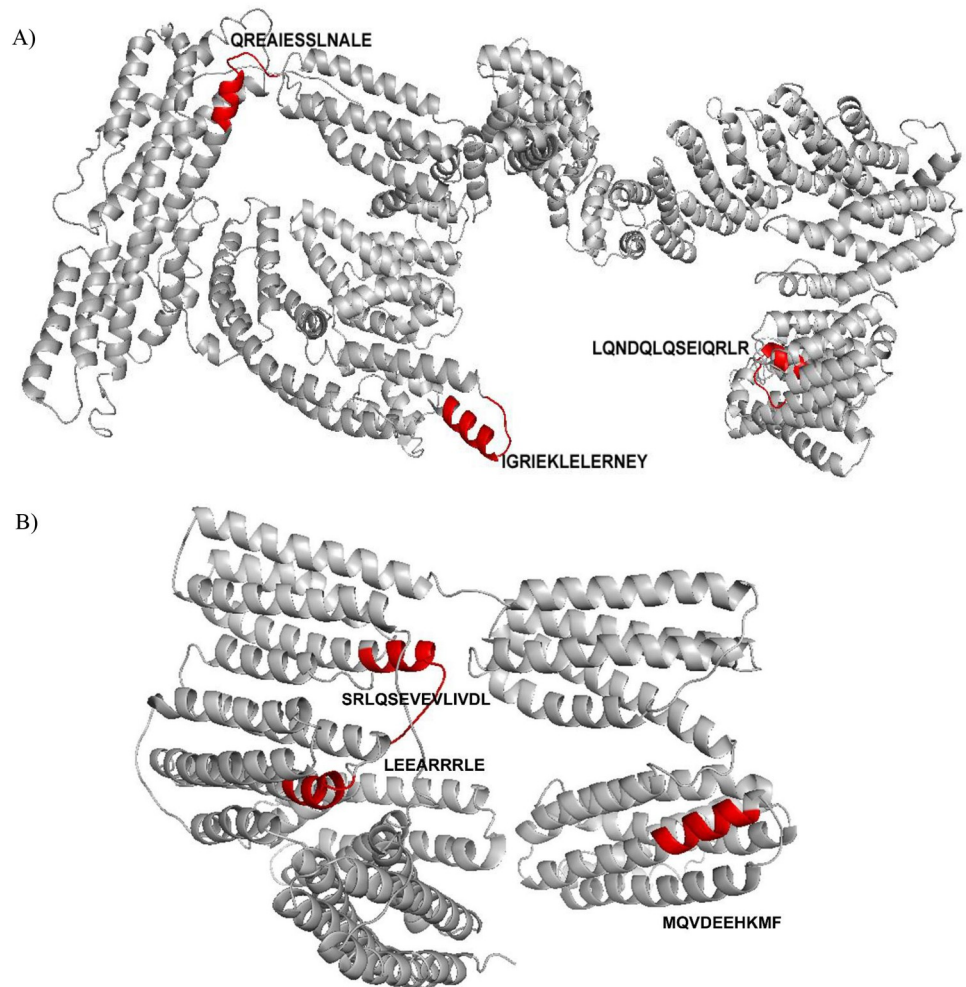 A)
QREAIESSLNALE
LQNDQLQSEIQRLR
IGRIEKLELERNEY
B)
SRLQSEVEVLIVDL
LEEARRRLE
MQVDEEHKMF